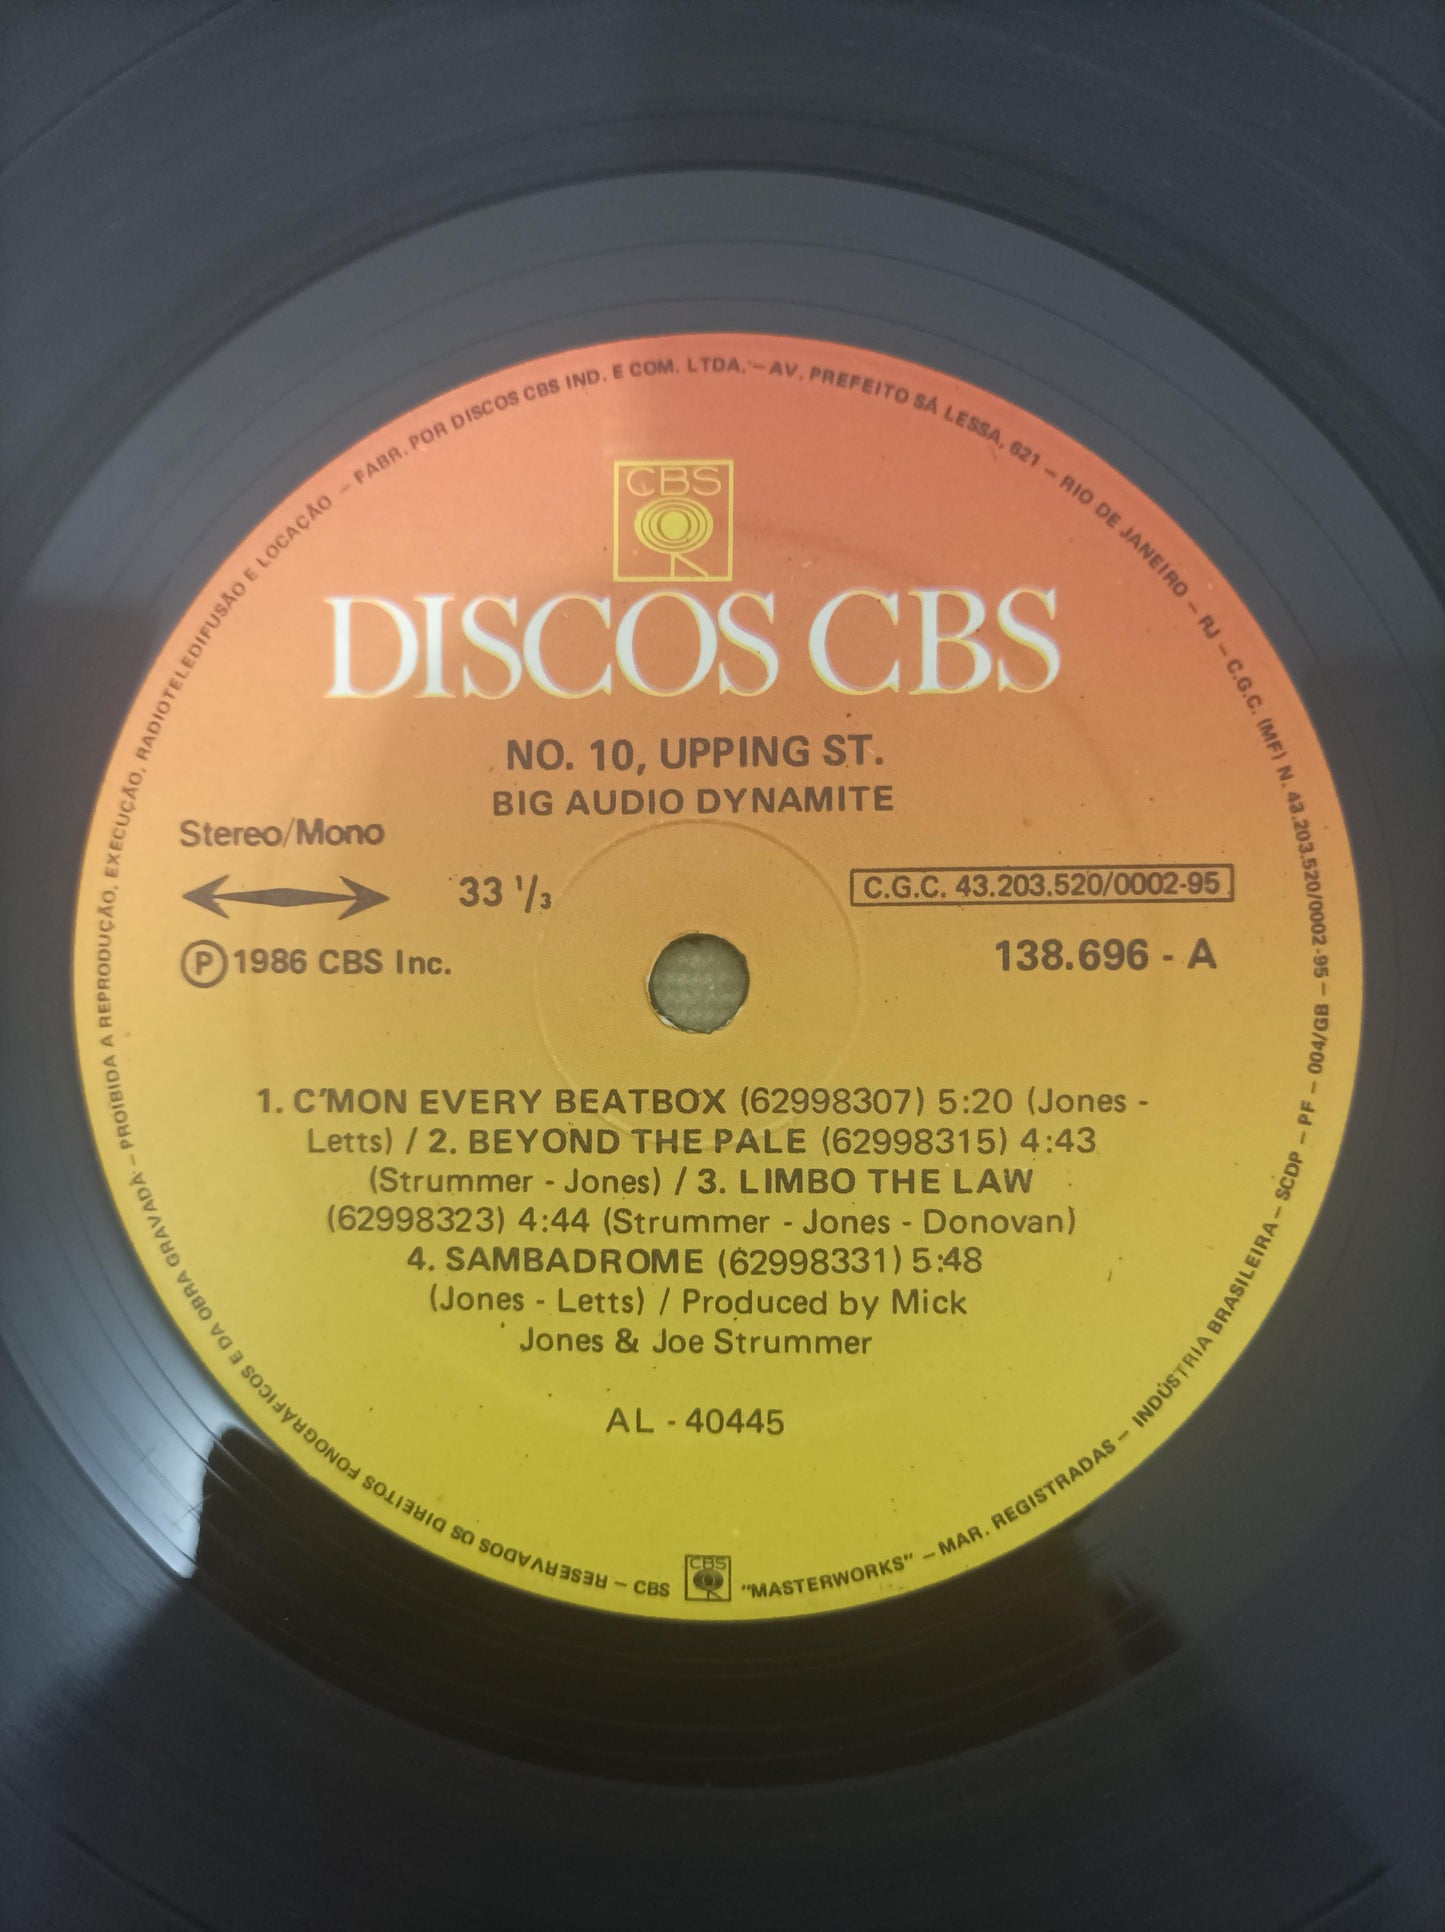 FABR. POR DISCOS CBS IND. E COM. LTDA. – AV. PREFEITO SÁ LESSA, 621 – RIO DE JANEIRO – RJ – C.G.C. (MF) N. 43.203.520/0002-95 – 004/GB – PF – SCDP – INDÚSTRIA BRASILEIRA –
CBS
DISCOS CBS
NO. 10, UPPING ST.
BIG AUDIO DYNAMITE
Stereo/Mono
33 1/3
C.G.C. 43.203.520/0002-95
Ⓟ 1986 CBS Inc.
138.696 - A
1. C'MON EVERY BEATBOX (62998307) 5:20 (Jones -
Letts) / 2. BEYOND THE PALE (62998315) 4:43
(Strummer - Jones) / 3. LIMBO THE LAW
(62998323) 4:44 (Strummer - Jones - Donovan)
4. SAMBADROME (62998331) 5:48
(Jones - Letts) / Produced by Mick
Jones & Joe Strummer
AL - 40445
– CBS CBS "MASTERWORKS" – MAR. REGISTRADAS –
RESERVADOS OS DIREITOS FONOGRÁFICOS E DA OBRA GRAVADA – PROIBIDA A REPRODUÇÃO, EXECUÇÃO, RADIOTELEDIFUSÃO E LOCAÇÃO –